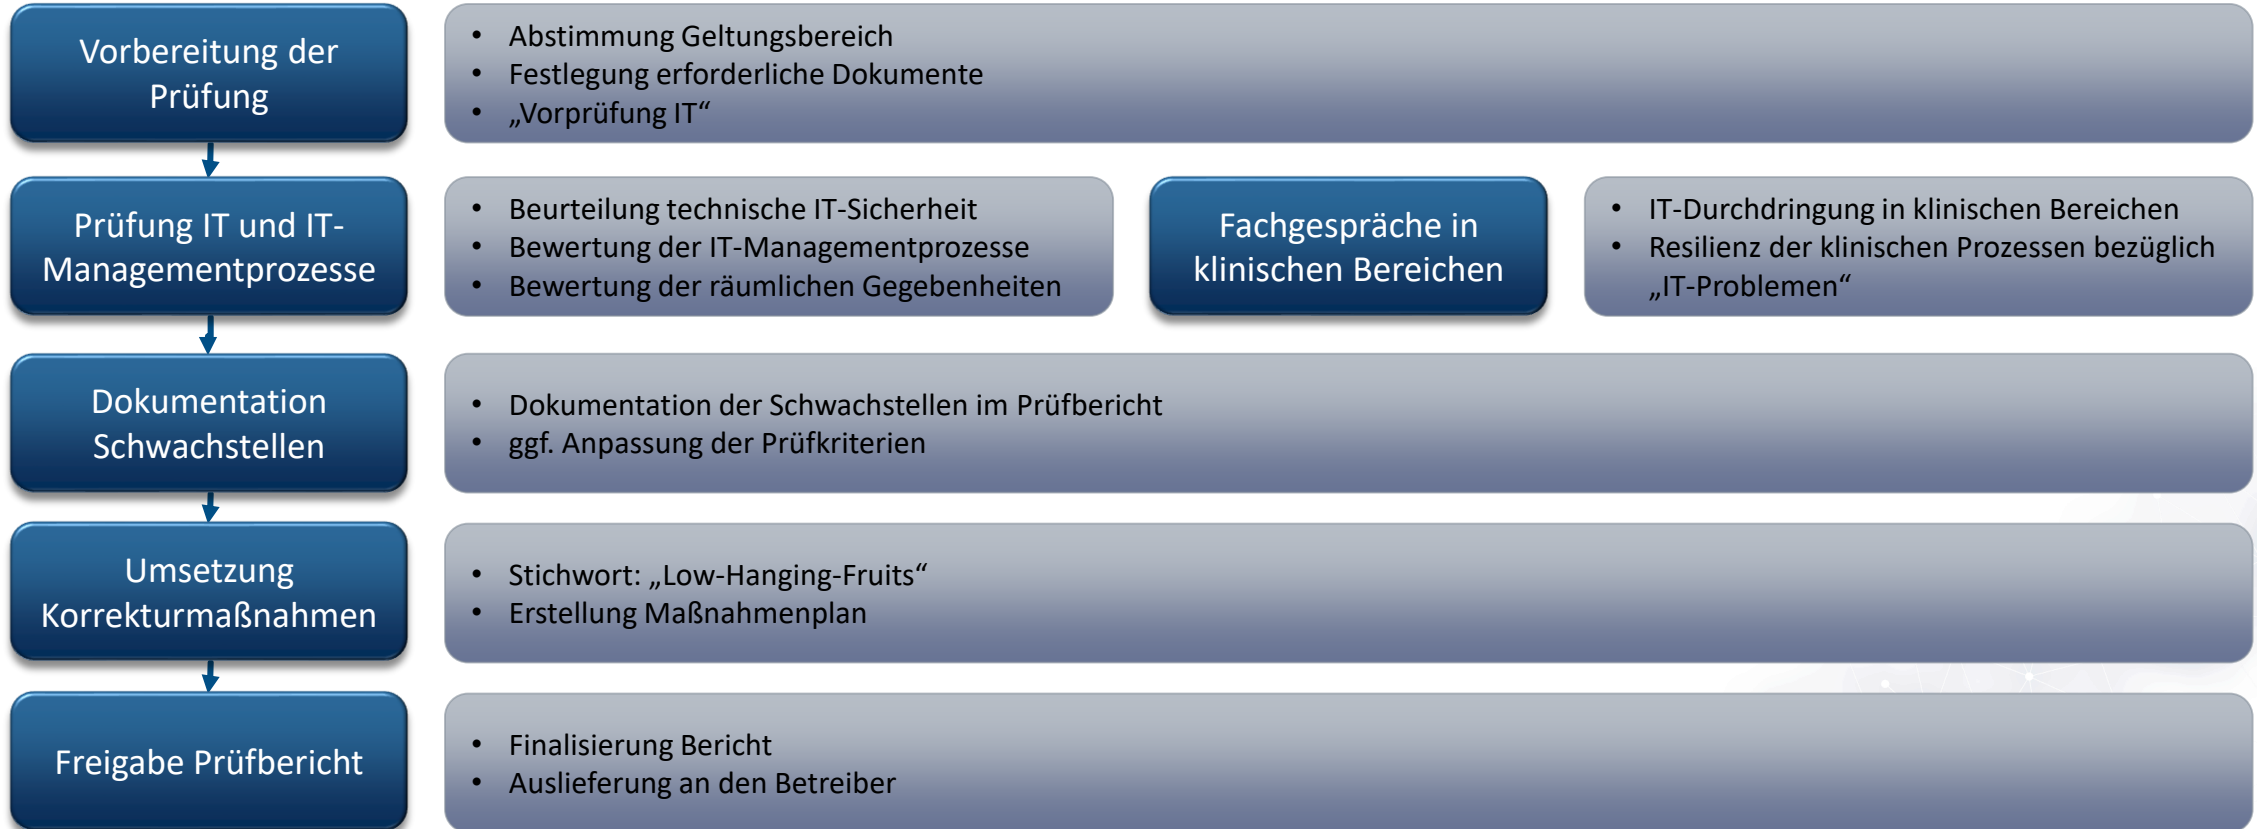 Vorbereitung der
Prüfung
• Abstimmung Geltungsbereich
• Festlegung erforderliche Dokumente
• „Vorprüfung IT“
Prüfung IT und IT-
Managementprozesse
• Beurteilung technische IT-Sicherheit
• Bewertung der IT-Managementprozesse
• Bewertung der räumlichen Gegebenheiten
Fachgespräche in
klinischen Bereichen
• IT-Durchdringung in klinischen Bereichen
• Resilienz der klinischen Prozessen bezüglich
„IT-Problemen“
Dokumentation
Schwachstellen
• Dokumentation der Schwachstellen im Prüfbericht
• ggf. Anpassung der Prüfkriterien
Umsetzung
Korrekturmaßnahmen
• Stichwort: „Low-Hanging-Fruits“
• Erstellung Maßnahmenplan
Freigabe Prüfbericht
• Finalisierung Bericht
• Auslieferung an den Betreiber